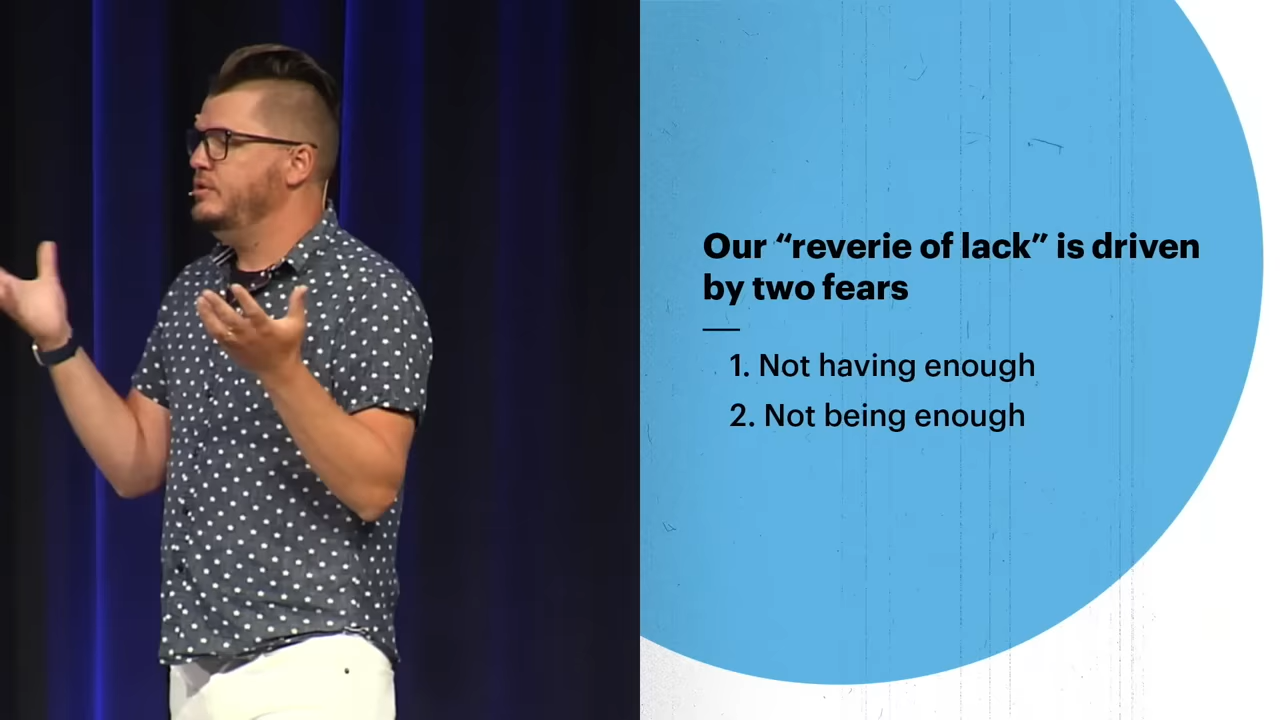 Our “reverie of lack” is driven
by two fears
1. Not having enough
2. Not being enough